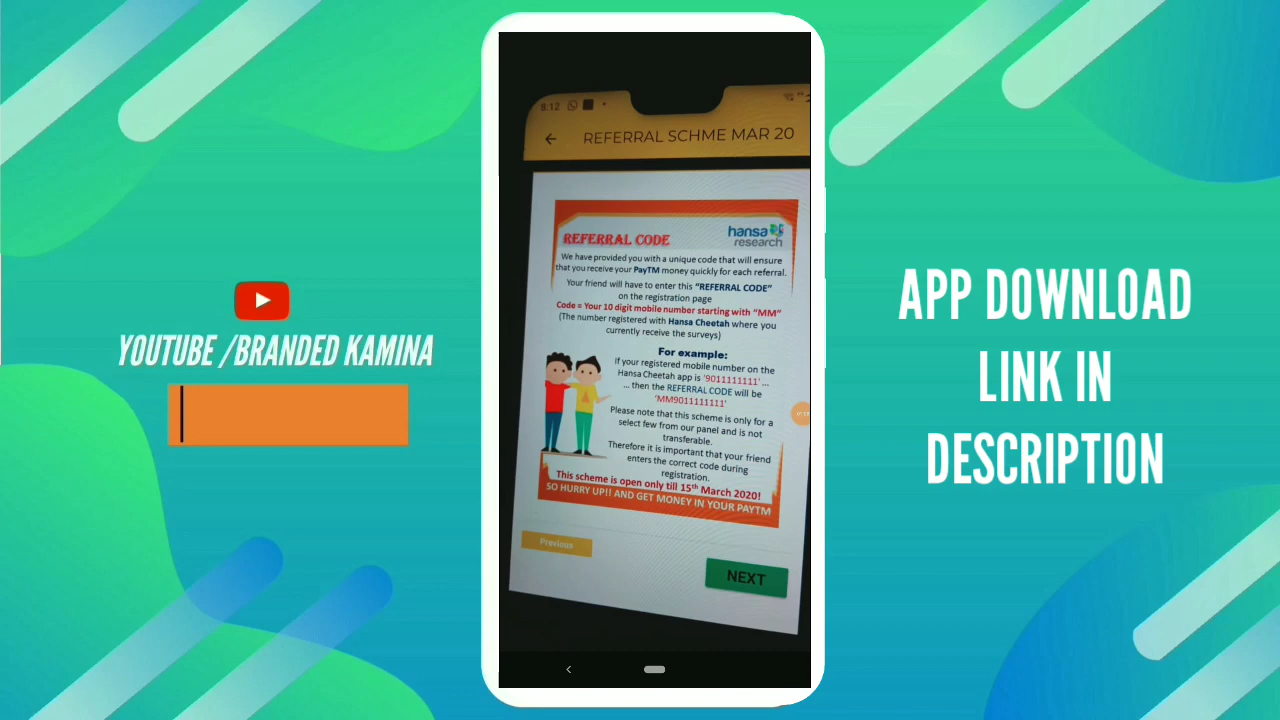 YOUTUBE /BRANDED KAMINA
8:12
REFERRAL SCHME MAR 20
hansa
research
REFERRAL CODE
We have provided you with a unique code that will ensure
that you receive your PayTM money quickly for each referral.
Your friend will have to enter this "REFERRAL CODE"
on the registration page
Code = Your 10 digit mobile number starting with "MM"
(The number registered with Hansa Cheetah where you
currently receive the surveys)
For example:
If your registered mobile number on the
Hansa Cheetah app is '9011111111' ...
... then the REFERRAL CODE will be
'MM9011111111'
Please note that this scheme is only for a
select few from our panel and is not
transferable.
Therefore it is important that your friend
enters the correct code during
registration.
This scheme is open only till 15th March 2020!
SO HURRY UP!! AND GET MONEY IN YOUR PAYTM
Previous
NEXT
APP DOWNLOAD
LINK IN
DESCRIPTION